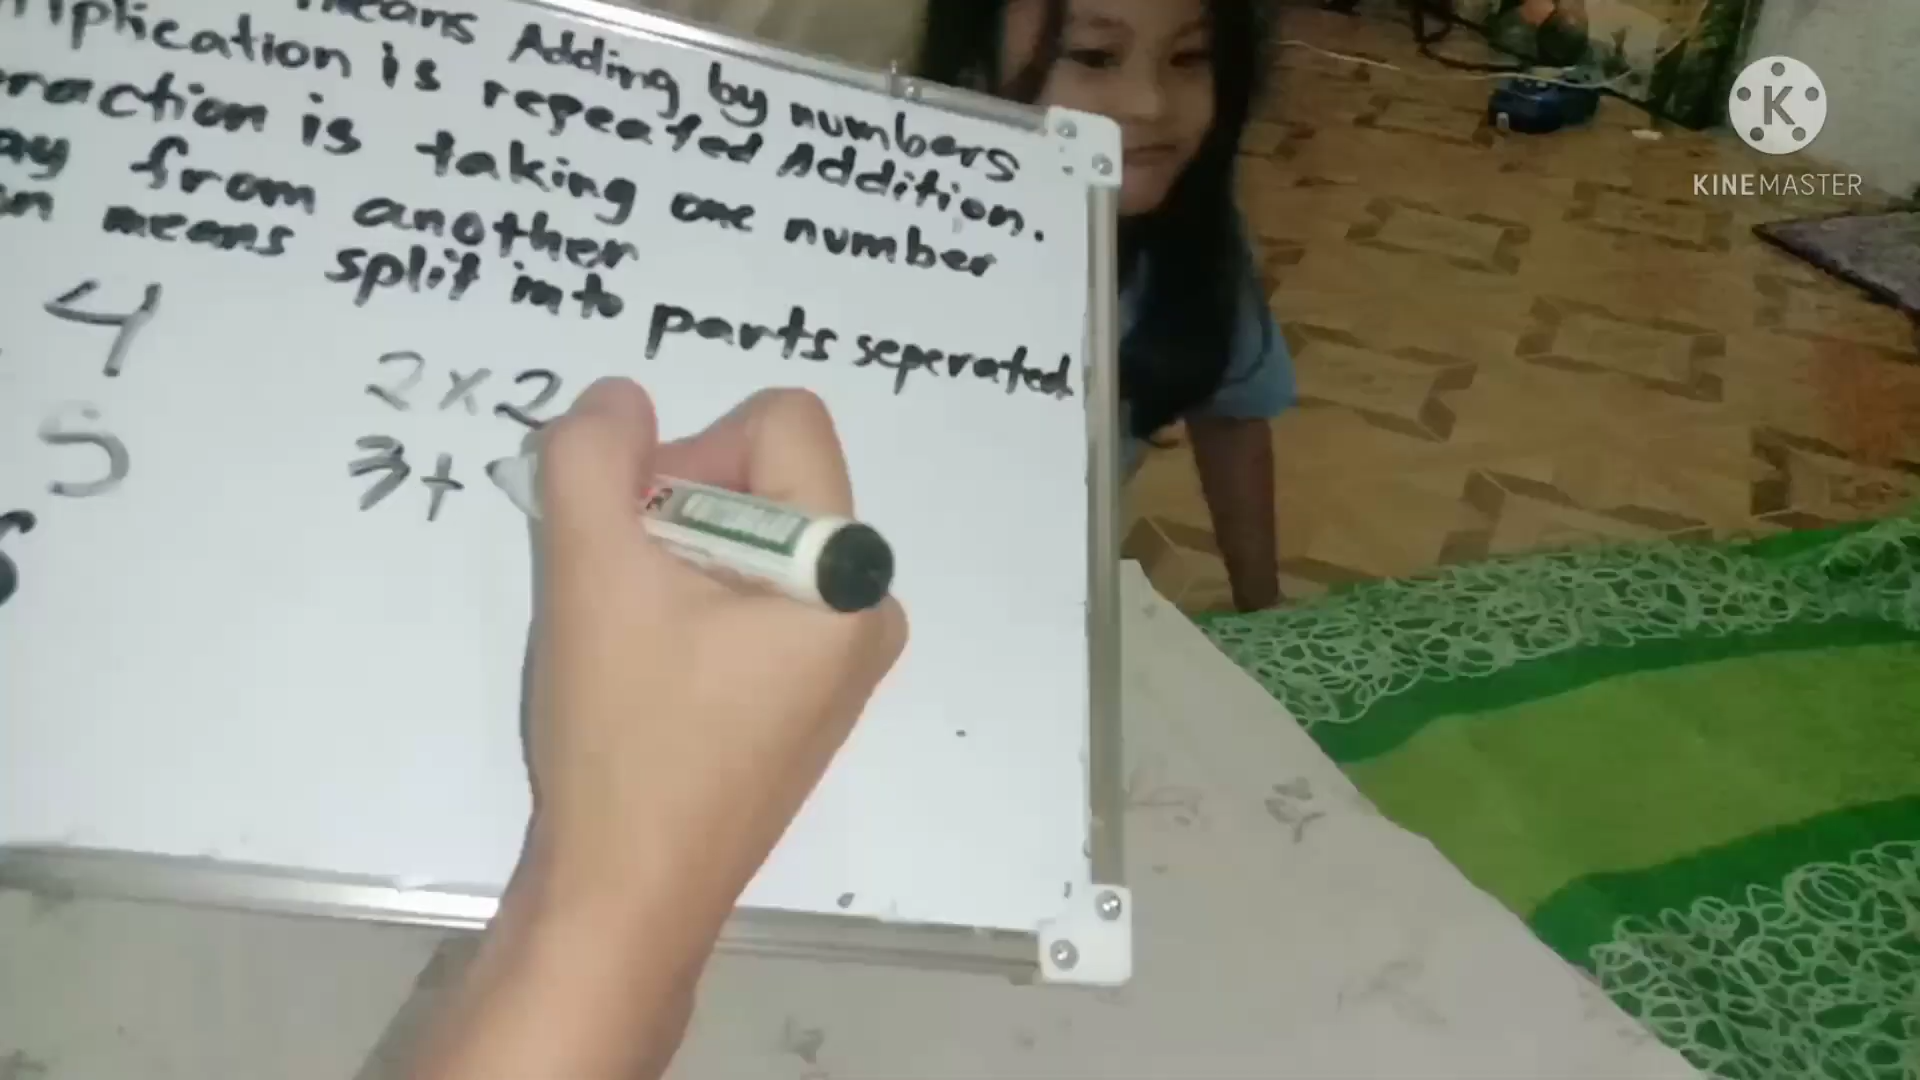 means Adding by numbers
iplication is repeated Addition.
raction is taking one number
ay from another
on means split into parts seperated
4
5
2x2
3+
K
KINEMASTER